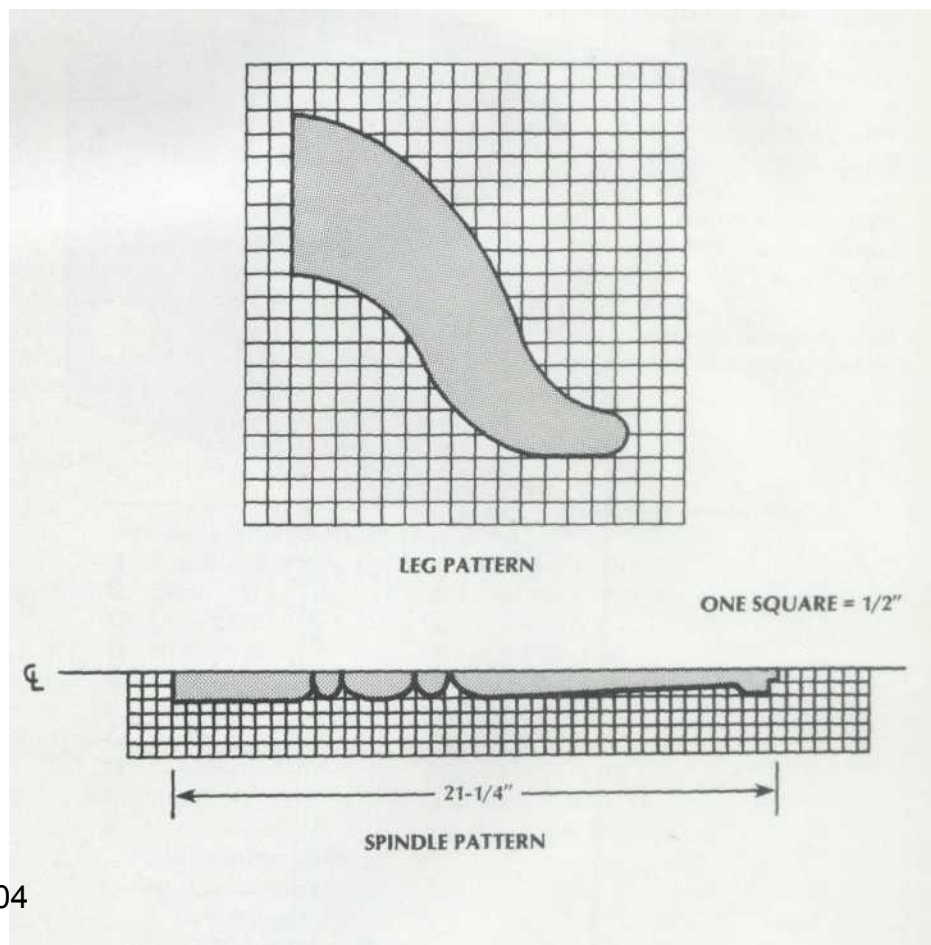 LEG PATTERN
ONE SQUARE = 1/2"
℄
21-1/4"
SPINDLE PATTERN
04